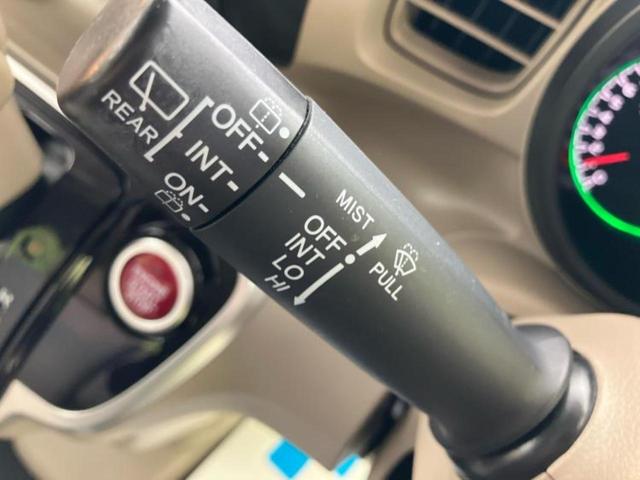 REAR
OFF
INT
ON
MIST
OFF
INT
LO
HI
PULL